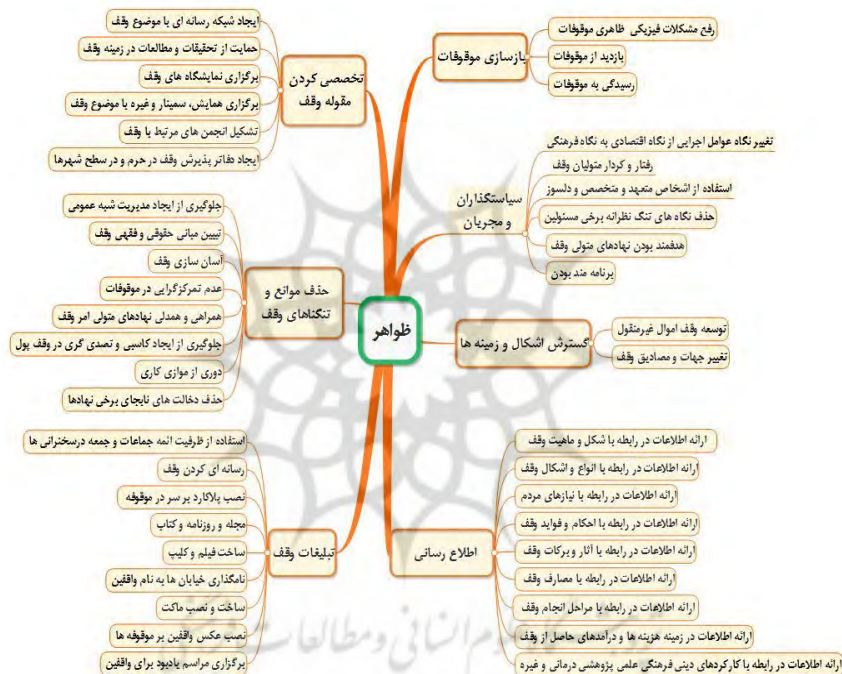 ظواهر
بازسازی موقوفات
رفع مشکلات فیزیکی ظاهری موقوفات
بازدید از موقوفات
رسیدگی به موقوفات
سیاستگذاران
و مجریان
تغییر نگاه عوامل اجرایی از نگاه اقتصادی به نگاه فرهنگی
رفتار و کردار متولیان وقف
استفاده از اشخاص متعهد و متخصص و دلسوز
حذف نگاه های تنگ نظرانه برخی مسئولین
هدفمند بودن نهادهای متولی وقف
برنامه مند بودن
گسترش اشکال و زمینه ها
توسعه وقف اموال غیرمنقول
تغییر جهات و مصادیق وقف
اطلاع رسانی
ارائه اطلاعات در رابطه با شکل و ماهیت وقف
ارائه اطلاعات در رابطه با انواع و اشکال وقف
ارائه اطلاعات در رابطه با نیازهای مردم
ارائه اطلاعات در رابطه با احکام و فواید وقف
ارائه اطلاعات در رابطه با آثار و برکات وقف
ارائه اطلاعات در رابطه با مصارف وقف
ارائه اطلاعات در رابطه با مراحل انجام وقف
ارائه اطلاعات در زمینه هزینه ها و درآمدهای حاصل از وقف
ارائه اطلاعات در رابطه با کارکردهای دینی فرهنگی علمی پژوهشی درمانی و غیره
تخصصی کردن
مقوله وقف
ایجاد شبکه رسانه ای با موضوع وقف
حمایت از تحقیقات و مطالعات در زمینه وقف
برگزاری نمایشگاه های وقف
برگزاری همایش، سمینار و غیره با موضوع وقف
تشکیل انجمن های مرتبط با وقف
ایجاد دفاتر پذیرش وقف در حرم و در سطح شهرها
حذف موانع و
تنگناهای وقف
جلوگیری از ایجاد مدیریت شبه عمومی
تبیین مبانی حقوقی و فقهی وقف
آسان سازی وقف
عدم تمرکزگرایی در موقوفات
همراهی و همدلی نهادهای متولی امر وقف
جلوگیری از ایجاد کاسبی و تصدی گری در وقف پول
دوری از موازی کاری
حذف دخالت های نابجای برخی نهادها
تبلیغات وقف
استفاده از ظرفیت ائمه جماعات و جمعه درسخنرانی ها
رسانه ای کردن وقف
نصب پلاکارد بر سر در موقوفه
مجله و روزنامه و کتاب
ساخت فیلم و کلیپ
نامگذاری خیابان ها به نام واقفین
ساخت و نصب ماکت
نصب عکس واقفین بر موقوفه ها
برگزاری مراسم یادبود برای واقفین